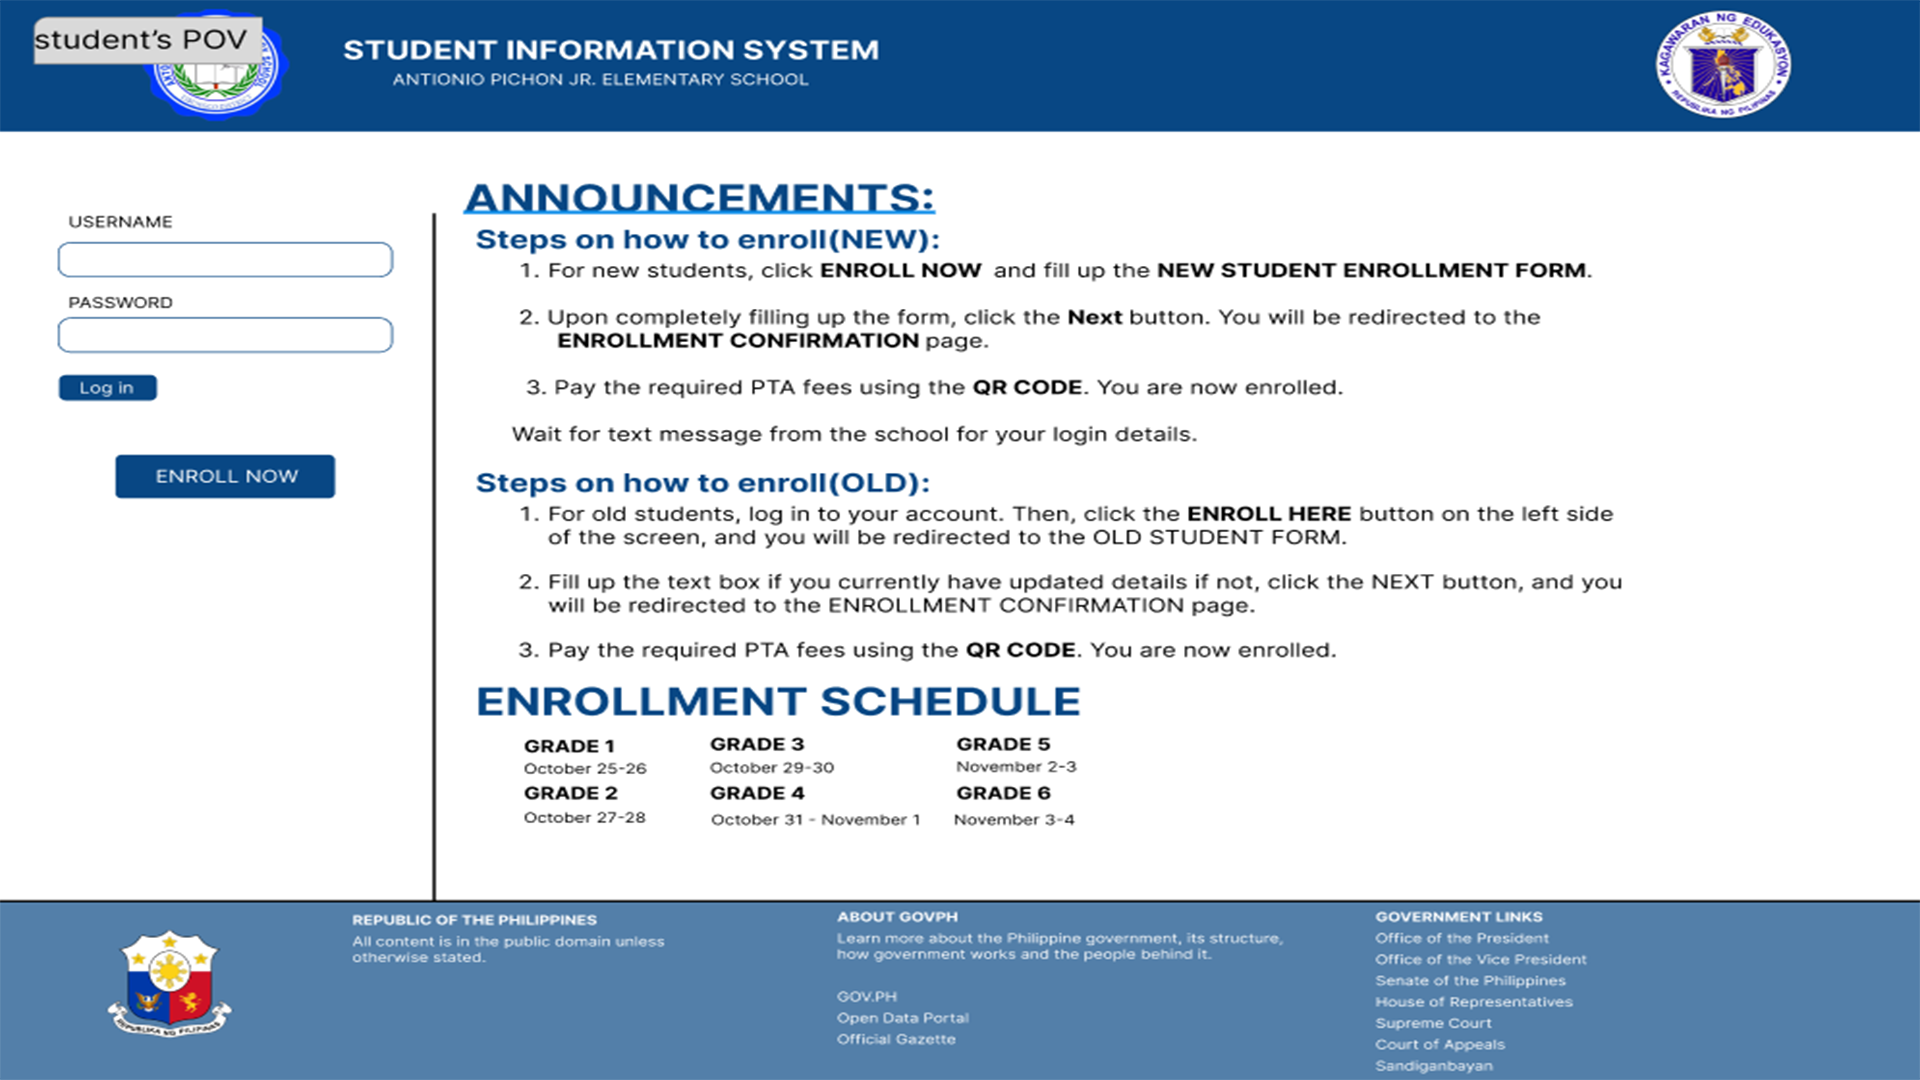 student's POV
STUDENT INFORMATION SYSTEM
ANTIONIO PICHON JR. ELEMENTARY SCHOOL
KAGAWARAN NG EDUKASYON
REPUBLIKA NG PILIPINAS
USERNAME
PASSWORD
Log in
ENROLL NOW
ANNOUNCEMENTS:
Steps on how to enroll(NEW):
1. For new students, click ENROLL NOW and fill up the NEW STUDENT ENROLLMENT FORM.
2. Upon completely filling up the form, click the Next button. You will be redirected to the
ENROLLMENT CONFIRMATION page.
3. Pay the required PTA fees using the QR CODE. You are now enrolled.
Wait for text message from the school for your login details.
Steps on how to enroll(OLD):
1. For old students, log in to your account. Then, click the ENROLL HERE button on the left side
of the screen, and you will be redirected to the OLD STUDENT FORM.
2. Fill up the text box if you currently have updated details if not, click the NEXT button, and you
will be redirected to the ENROLLMENT CONFIRMATION page.
3. Pay the required PTA fees using the QR CODE. You are now enrolled.
ENROLLMENT SCHEDULE
GRADE 1
October 25-26
GRADE 2
October 27-28
GRADE 3
October 29-30
GRADE 4
October 31 - November 1
GRADE 5
November 2-3
GRADE 6
November 3-4
REPUBLIKA NG PILIPINAS
REPUBLIC OF THE PHILIPPINES
All content is in the public domain unless
otherwise stated.
ABOUT GOVPH
Learn more about the Philippine government, its structure,
how government works and the people behind it.
GOV.PH
Open Data Portal
Official Gazette
GOVERNMENT LINKS
Office of the President
Office of the Vice President
Senate of the Philippines
House of Representatives
Supreme Court
Court of Appeals
Sandiganbayan